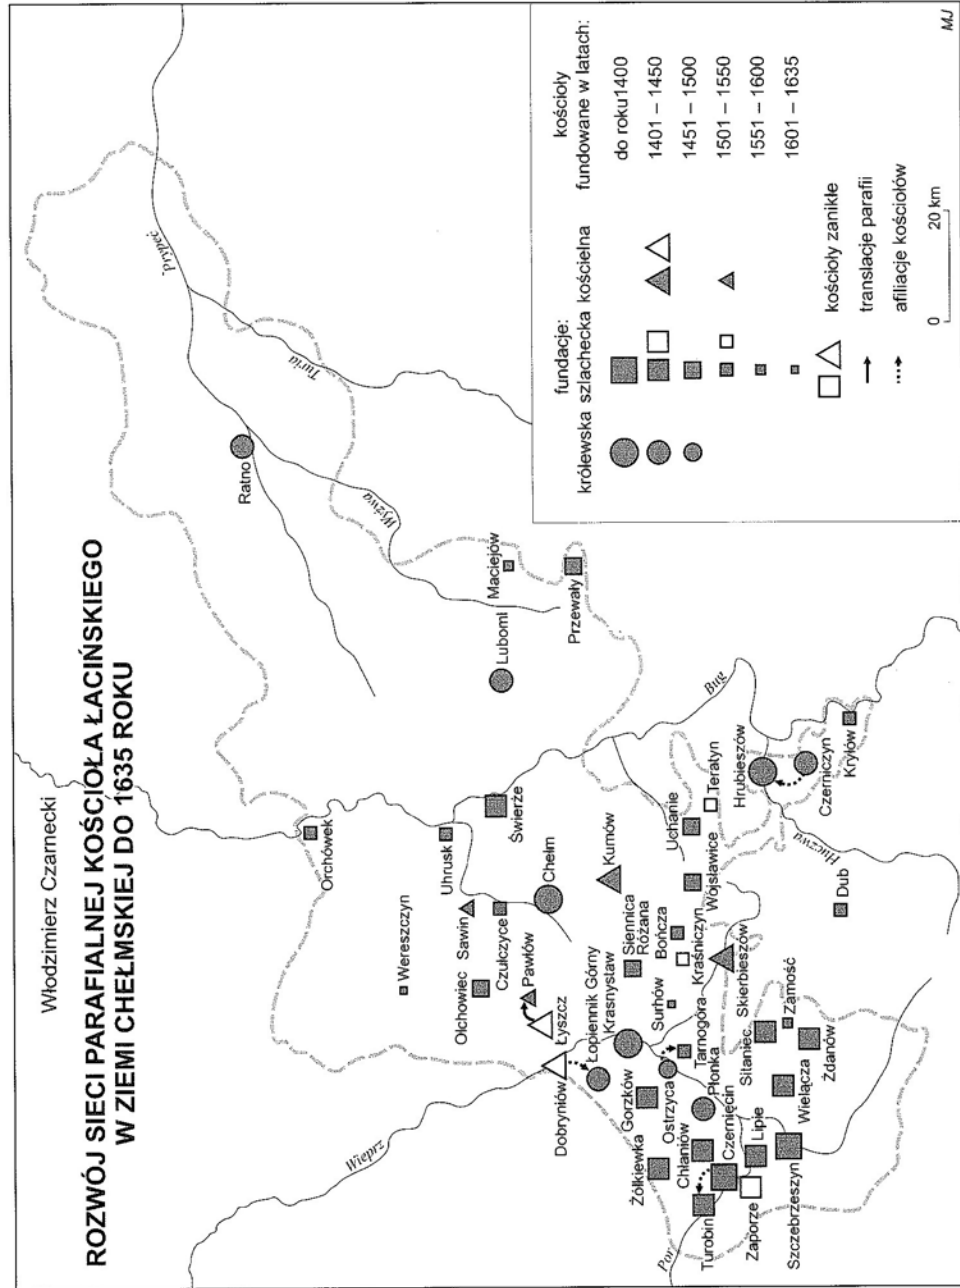 Włodzimierz Czarnecki
ROZWÓJ SIECI PARAFIALNEJ KOŚCIOŁA ŁACIŃSKIEGO
W ZIEMI CHEŁMSKIEJ DO 1635 ROKU
Prypeć
Turia
Ratno
Wyżwa
Maciejów
Luboml
Przewały
Bug
Orchówek
Uhrusk
Świerże
Wereszczyn
Sawin
Czułczyce
Olchowiec
Pawłów
Chełm
Kumów
Łyszcz
Dobryniów
Wieprz
Łopiennik Górny
Krasnystaw
Siennica
Różana
Bończa
Kraśniczyn
Surhów
Wojsławice
Uchanie
Teratyn
Hrubieszów
Czerniczyn
Kryłów
Huczwa
Dub
Skierbieszów
Tarnogóra
Ostrzyca
Płonka
Gorzków
Żółkiewka
Chłaniów
Czernięcin
Turobin
Por
Zaporze
Lipie
Szczebrzeszyn
Wielącza
Sitaniec
Zamość
Żdanów
fundacje:
królewska szlachecka kościelna
kościoły
fundowane w latach:
do roku1400
1401 – 1450
1451 – 1500
1501 – 1550
1551 – 1600
1601 – 1635
kościoły zanikłe
translacje parafii
afiliacje kościołów
0 20 km
MJ